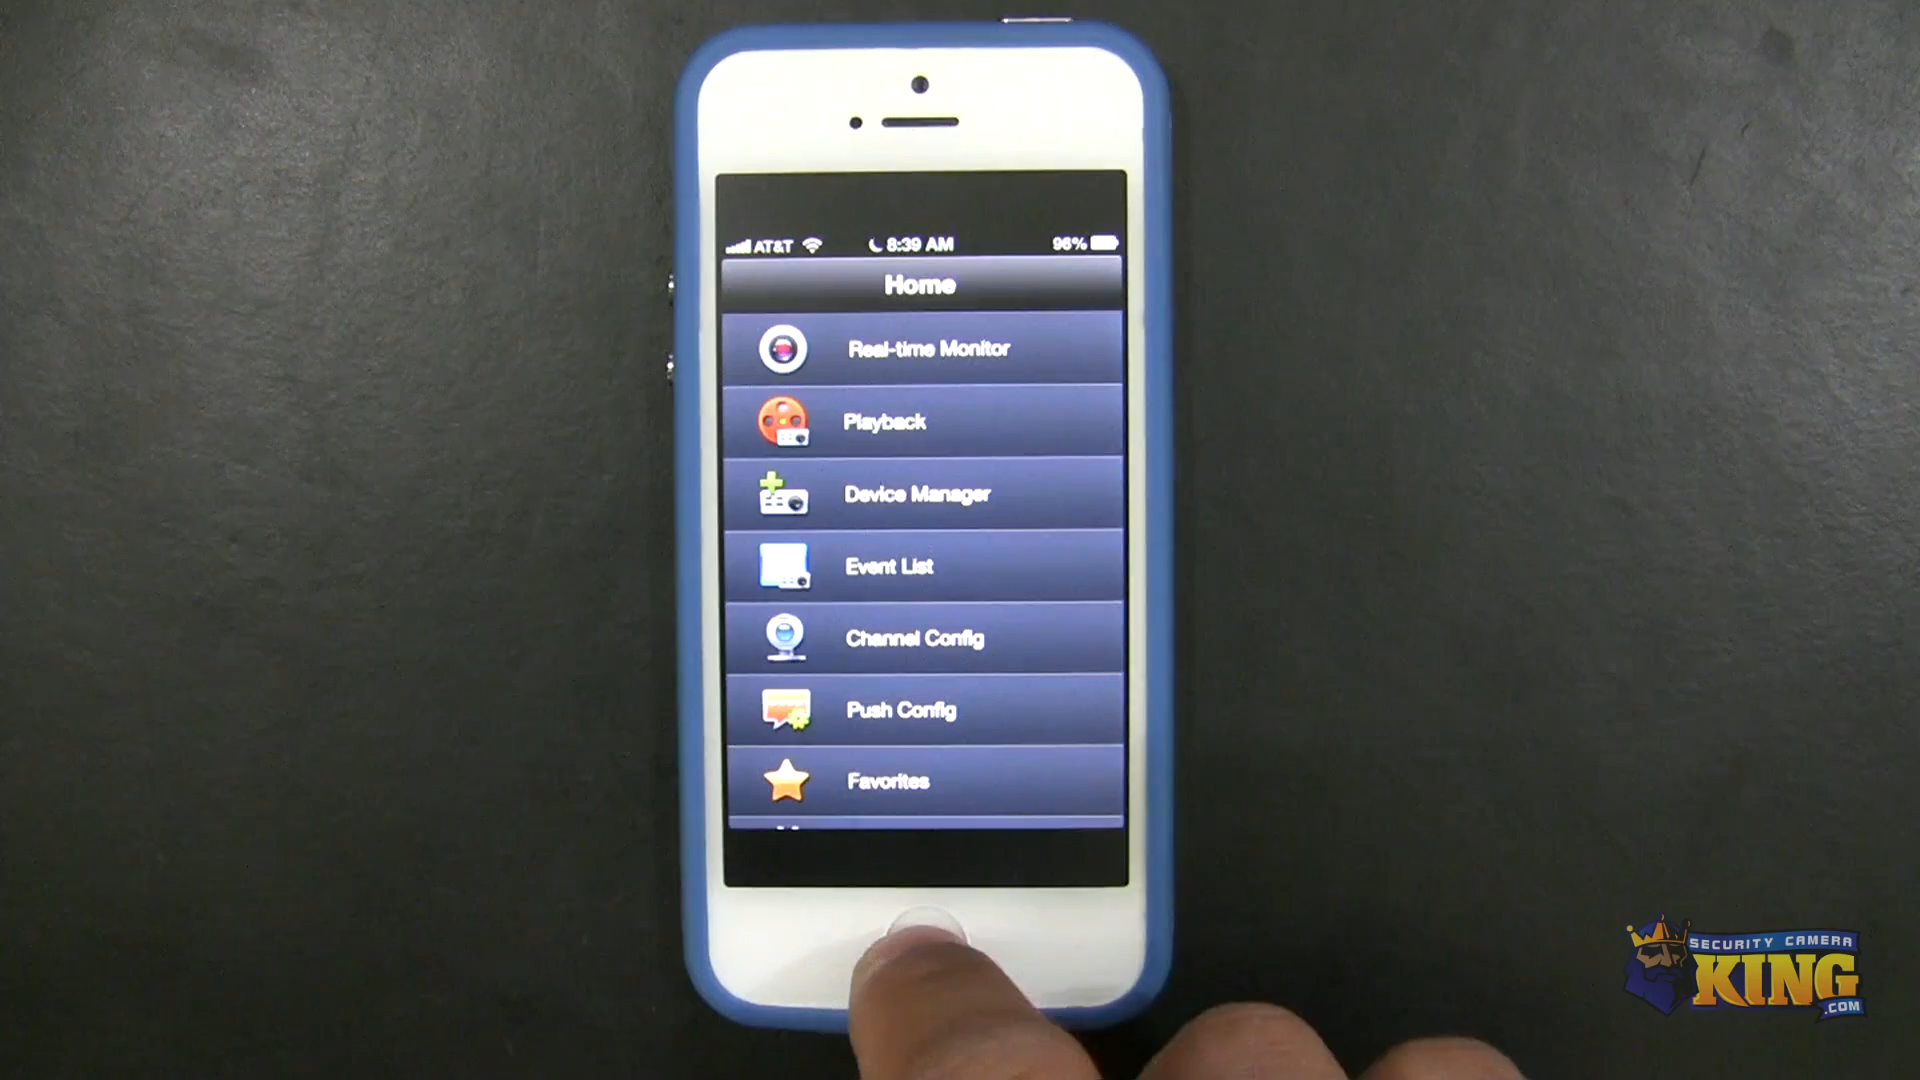 AT&T 8:39 AM 96%
Home
Real-time Monitor
Playback
Device Manager
Event List
Channel Config
Push Config
Favorites
SECURITY CAMERA
KING
.COM